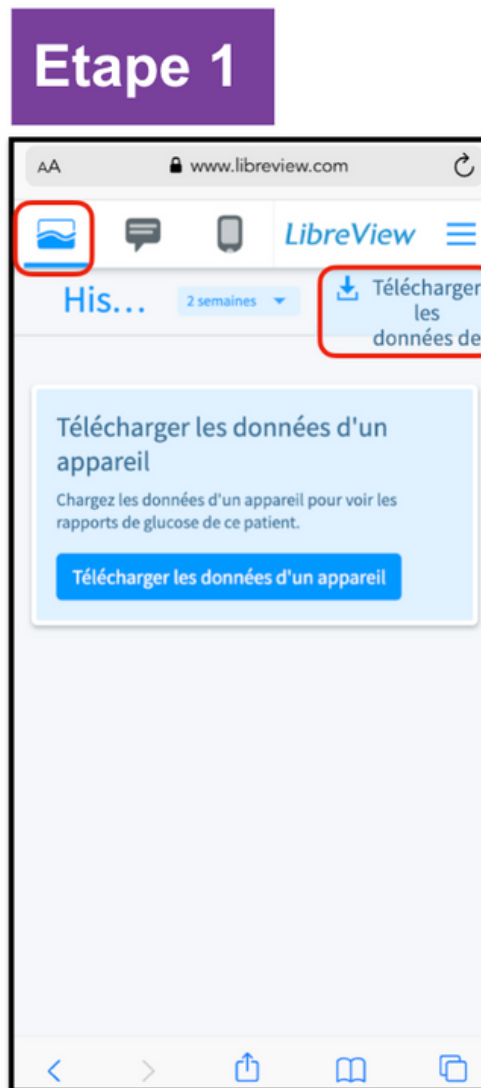 Etape 1
AA www.libreview.com
LibreView
His... 2 semaines
Télécharger
les
données de
Télécharger les données d'un
appareil
Chargez les données d'un appareil pour voir les
rapports de glucose de ce patient.
Télécharger les données d'un appareil